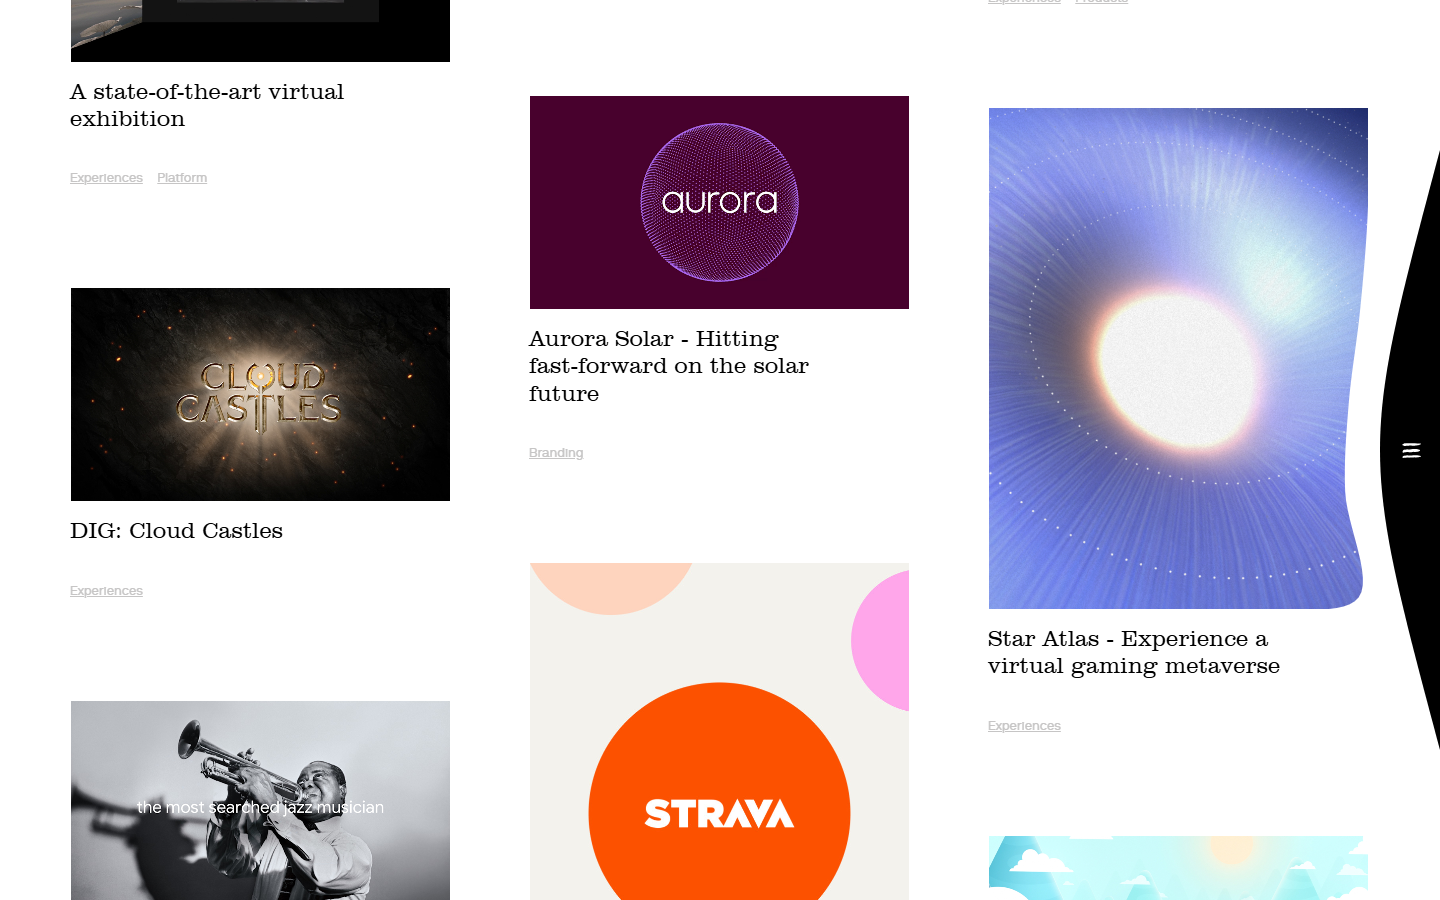 A state-of-the-art virtual
exhibition
Experiences Platform
CLOUD
CASTLES
DIG: Cloud Castles
Experiences
the most searched jazz musician
aurora
Aurora Solar - Hitting
fast-forward on the solar
future
Branding
STRAVA
Experiences Products
Star Atlas - Experience a
virtual gaming metaverse
Experiences